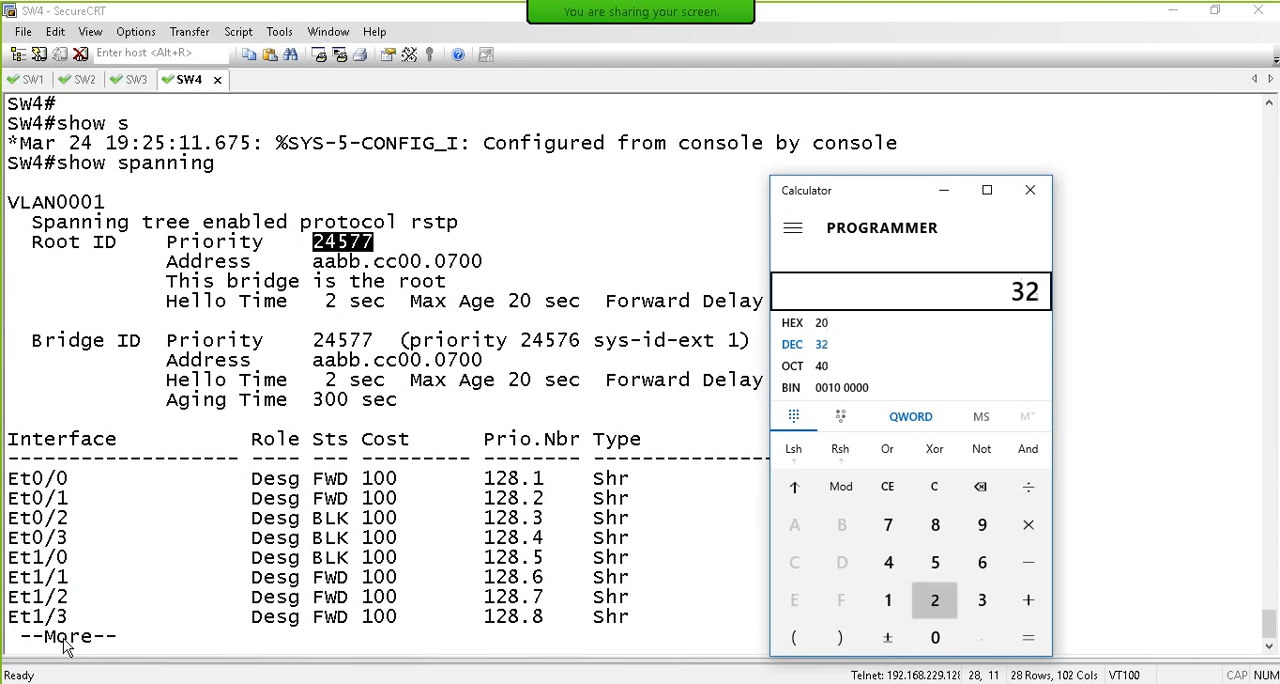 SW4 - SecureCRT
You are sharing your screen.
File Edit View Options Transfer Script Tools Window Help
Enter host <Alt+R>
SW1 SW2 SW3 SW4
SW4#
SW4#show s
*Mar 24 19:25:11.675: %SYS-5-CONFIG_I: Configured from console by console
SW4#show spanning
VLAN0001
Spanning tree enabled protocol rstp
Root ID Priority 24577
Address aabb.cc00.0700
This bridge is the root
Hello Time 2 sec Max Age 20 sec Forward Delay
Bridge ID Priority 24577 (priority 24576 sys-id-ext 1)
Address aabb.cc00.0700
Hello Time 2 sec Max Age 20 sec Forward Delay
Aging Time 300 sec
Interface Role Sts Cost Prio.Nbr Type
------------------- ---- --- --------- -------- --------------------
Et0/0 Desg FWD 100 128.1 Shr
Et0/1 Desg FWD 100 128.2 Shr
Et0/2 Desg BLK 100 128.3 Shr
Et0/3 Desg BLK 100 128.4 Shr
Et1/0 Desg BLK 100 128.5 Shr
Et1/1 Desg FWD 100 128.6 Shr
Et1/2 Desg FWD 100 128.7 Shr
Et1/3 Desg FWD 100 128.8 Shr
--More--
Calculator
PROGRAMMER
32
HEX 20
DEC 32
OCT 40
BIN 0010 0000
QWORD MS M
Lsh Rsh Or Xor Not And
↑ Mod CE C ⌫ ÷
A B 7 8 9 ×
C D 4 5 6 −
E F 1 2 3 +
( ) ± 0 . =
Ready
Telnet: 192.168.229.12 28, 11 28 Rows, 102 Cols VT100 CAP NUM